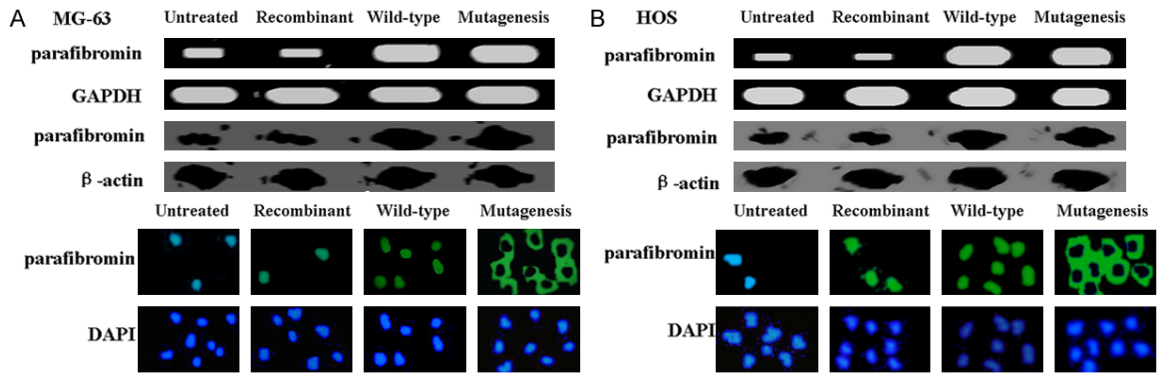 A MG-63 Untreated Recombinant Wild-type Mutagenesis
parafibromin
GAPDH
parafibromin
β-actin
Untreated Recombinant Wild-type Mutagenesis
parafibromin
DAPI
B HOS Untreated Recombinant Wild-type Mutagenesis
parafibromin
GAPDH
parafibromin
β-actin
Untreated Recombinant Wild-type Mutagenesis
parafibromin
DAPI